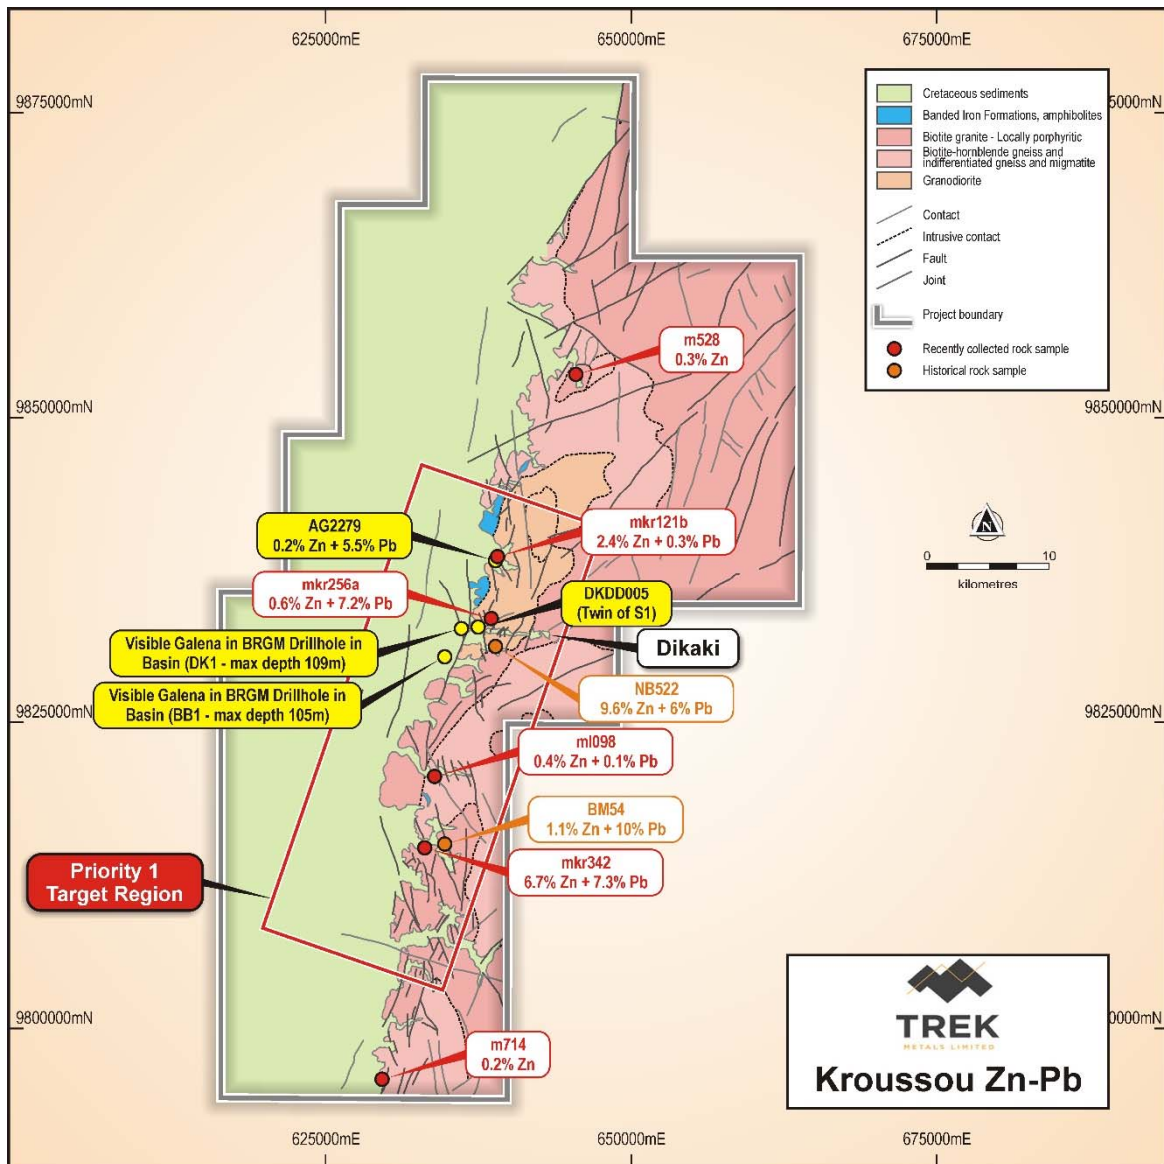 625000mE
650000mE
675000mE
9875000mN
5000mN
Cretaceous sediments
Banded Iron Formations, amphibolites
Biotite granite - Locally porphyritic
Biotite-hornblende gneiss and
indifferentiated gneiss and migmatite
Granodiorite
Contact
Intrusive contact
Fault
Joint
Project boundary
Recently collected rock sample
Historical rock sample
m528
0.3% Zn
9850000mN
9850000mN
AG2279
0.2% Zn + 5.5% Pb
mkr121b
2.4% Zn + 0.3% Pb
N
0
10
kilometres
mkr256a
0.6% Zn + 7.2% Pb
DKDD005
(Twin of S1)
Visible Galena in BRGM Drillhole in
Basin (DK1 - max depth 109m)
Dikaki
Visible Galena in BRGM Drillhole in
Basin (BB1 - max depth 105m)
NB522
9.6% Zn + 6% Pb
9825000mN
9825000mN
ml098
0.4% Zn + 0.1% Pb
BM54
1.1% Zn + 10% Pb
mkr342
6.7% Zn + 7.3% Pb
Priority 1
Target Region
9800000mN
0000mN
TREK
METALS LIMITED
Kroussou Zn-Pb
m714
0.2% Zn
625000mE
650000mE
675000mE